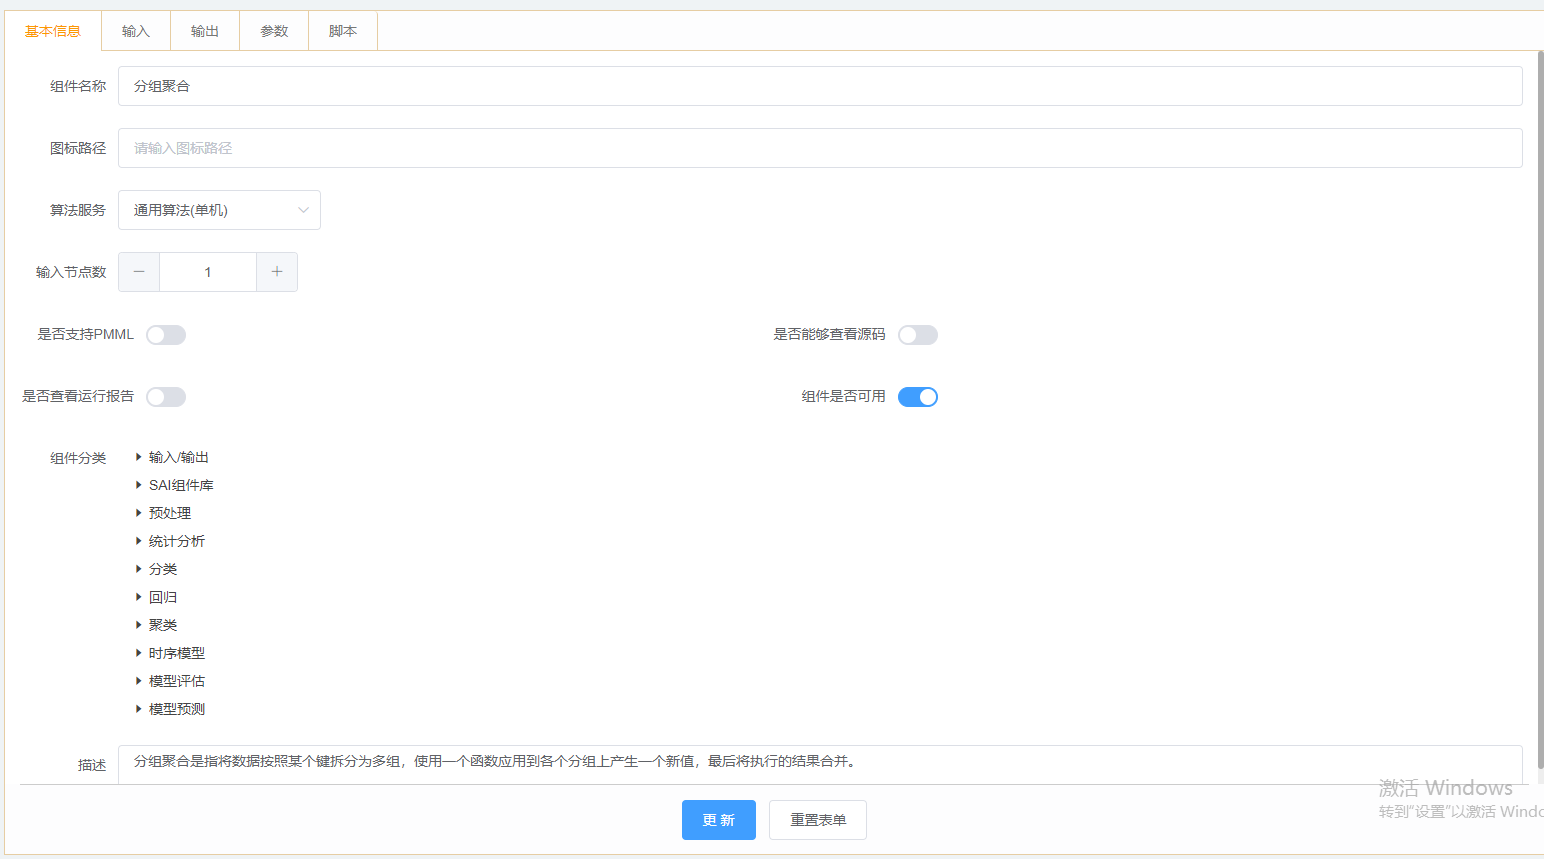 基本信息 输入 输出 参数 脚本
组件名称 分组聚合
图标路径 请输入图标路径
算法服务 通用算法(单机)
输入节点数 − 1 +
是否支持PMML 是否能够查看源码
是否查看运行报告 组件是否可用
组件分类 输入/输出
SAI组件库
预处理
统计分析
分类
回归
聚类
时序模型
模型评估
模型预测
描述 分组聚合是指将数据按照某个键拆分为多组，使用一个函数应用到各个分组上产生一个新值，最后将执行的结果合并。
激活 Windows
转到"设置"以激活 Windo
更 新 重置表单